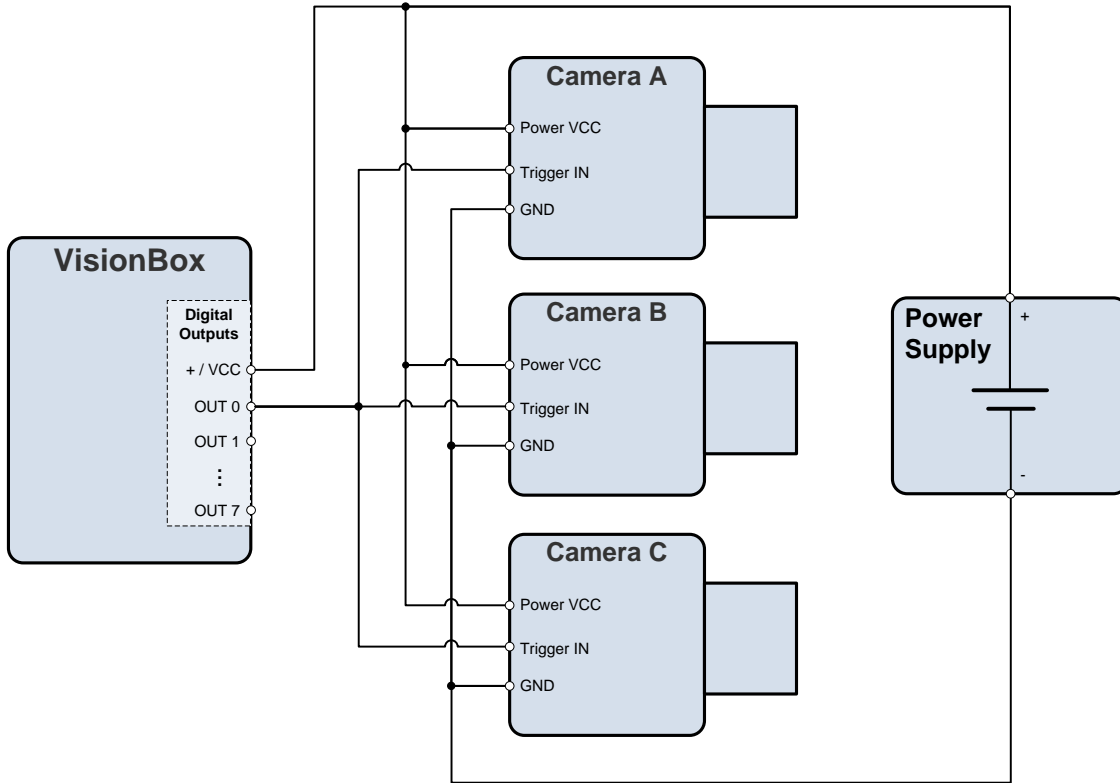 Camera A
Power VCC
Trigger IN
GND
VisionBox
Digital
Outputs
+ / VCC
OUT 0
OUT 1
⋮
OUT 7
Camera B
Power VCC
Trigger IN
GND
Camera C
Power VCC
Trigger IN
GND
Power
Supply
+
-